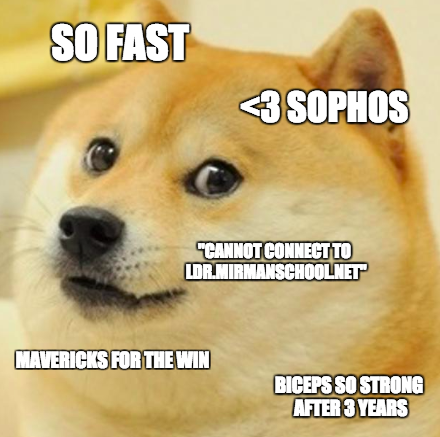 SO FAST
<3 SOPHOS
"CANNOT CONNECT TO
LDR.MIRMANSCHOOL.NET"
MAVERICKS FOR THE WIN
BICEPS SO STRONG
AFTER 3 YEARS